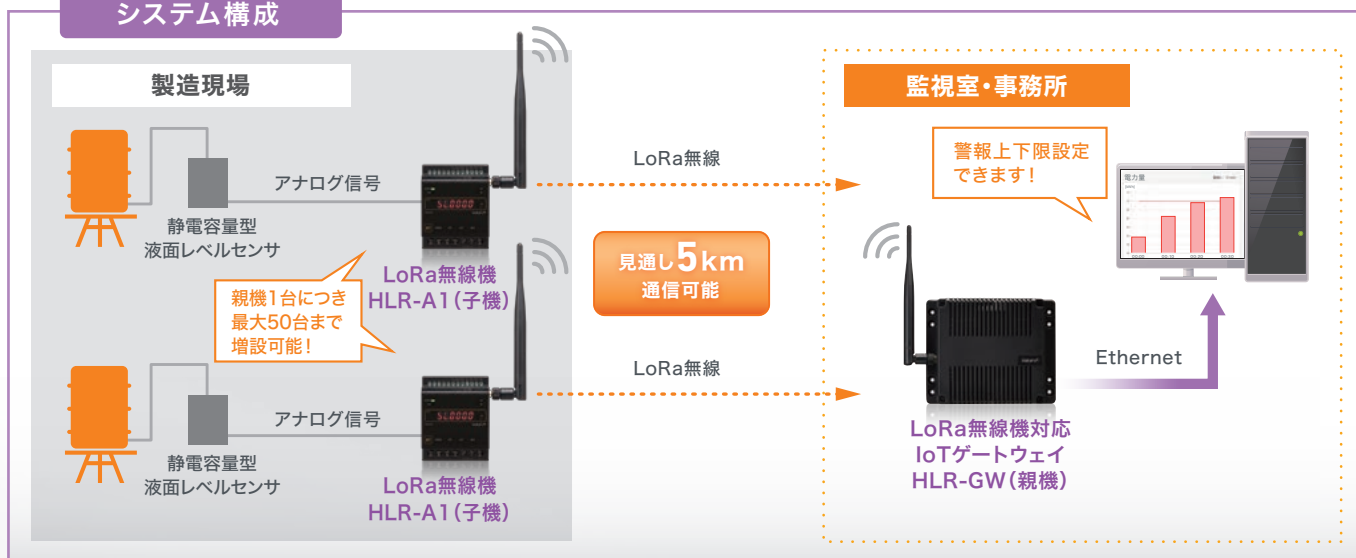 システム構成
製造現場
アナログ信号
静電容量型
液面レベルセンサ
LoRa無線機
HLR-A1(子機)
親機1台につき
最大50台まで
増設可能!
アナログ信号
静電容量型
液面レベルセンサ
LoRa無線機
HLR-A1(子機)
LoRa無線
見通し5km
通信可能
LoRa無線
監視室・事務所
警報上下限設定
できます!
電力量
Ethernet
LoRa無線機対応
IoTゲートウェイ
HLR-GW(親機)